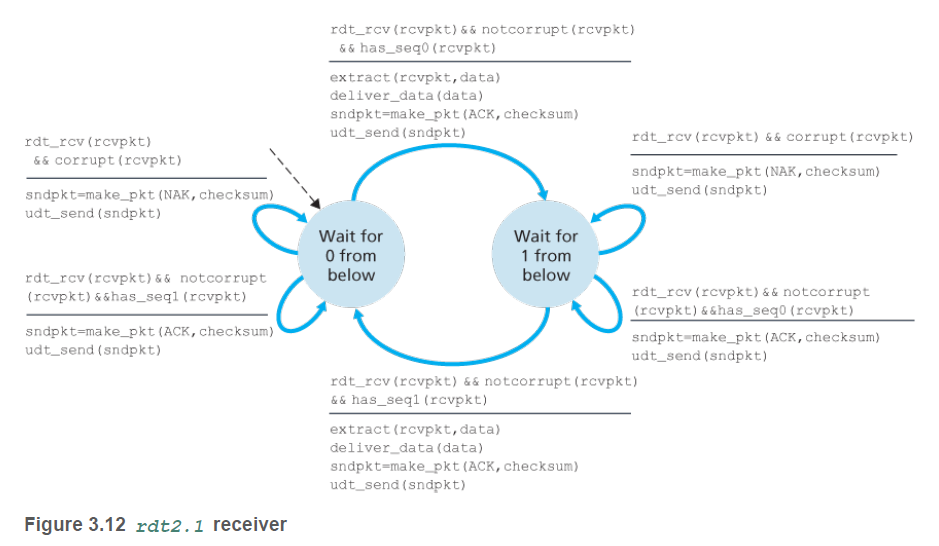 rdt_rcv(rcvpkt)&& notcorrupt(rcvpkt)
&& has_seq0(rcvpkt)
extract(rcvpkt,data)
deliver_data(data)
sndpkt=make_pkt(ACK,checksum)
udt_send(sndpkt)
rdt_rcv(rcvpkt)
&& corrupt(rcvpkt)
sndpkt=make_pkt(NAK,checksum)
udt_send(sndpkt)
rdt_rcv(rcvpkt) && corrupt(rcvpkt)
sndpkt=make_pkt(NAK,checksum)
udt_send(sndpkt)
Wait for
0 from
below
Wait for
1 from
below
rdt_rcv(rcvpkt)&& notcorrupt
(rcvpkt)&&has_seq1(rcvpkt)
sndpkt=make_pkt(ACK,checksum)
udt_send(sndpkt)
rdt_rcv(rcvpkt)&& notcorrupt
(rcvpkt)&&has_seq0(rcvpkt)
sndpkt=make_pkt(ACK,checksum)
udt_send(sndpkt)
rdt_rcv(rcvpkt) && notcorrupt(rcvpkt)
&& has_seq1(rcvpkt)
extract(rcvpkt,data)
deliver_data(data)
sndpkt=make_pkt(ACK,checksum)
udt_send(sndpkt)
Figure 3.12 rdt2.1 receiver